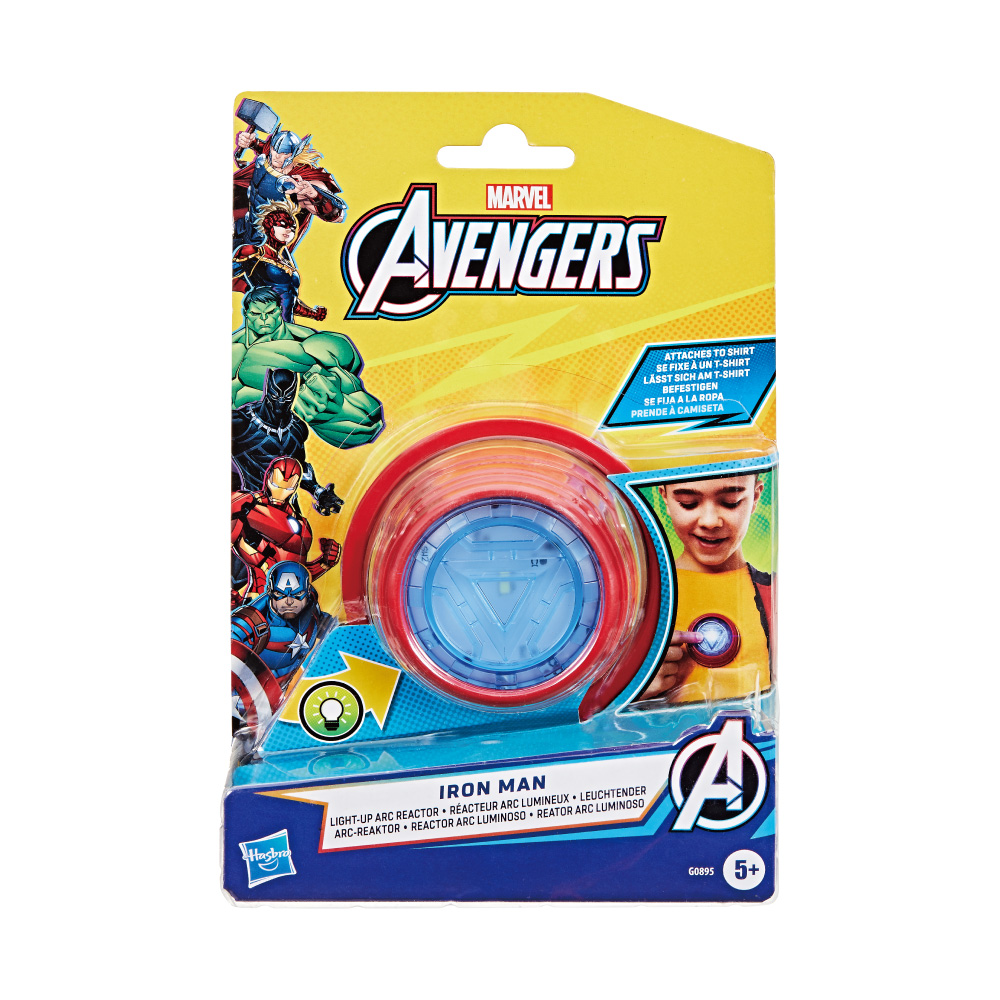 MARVEL
AVENGERS
ATTACHES TO SHIRT
SE FIXE À UN T-SHIRT
LÄSST SICH AM T-SHIRT
BEFESTIGEN
SE FIJA A LA ROPA
PRENDE À CAMISETA
IRON MAN
LIGHT-UP ARC REACTOR • RÉACTEUR ARC LUMINEUX • LEUCHTENDER
ARC-REAKTOR • REACTOR ARC LUMINOSO • REATOR ARC LUMINOSO
Hasbro
G0895
5+